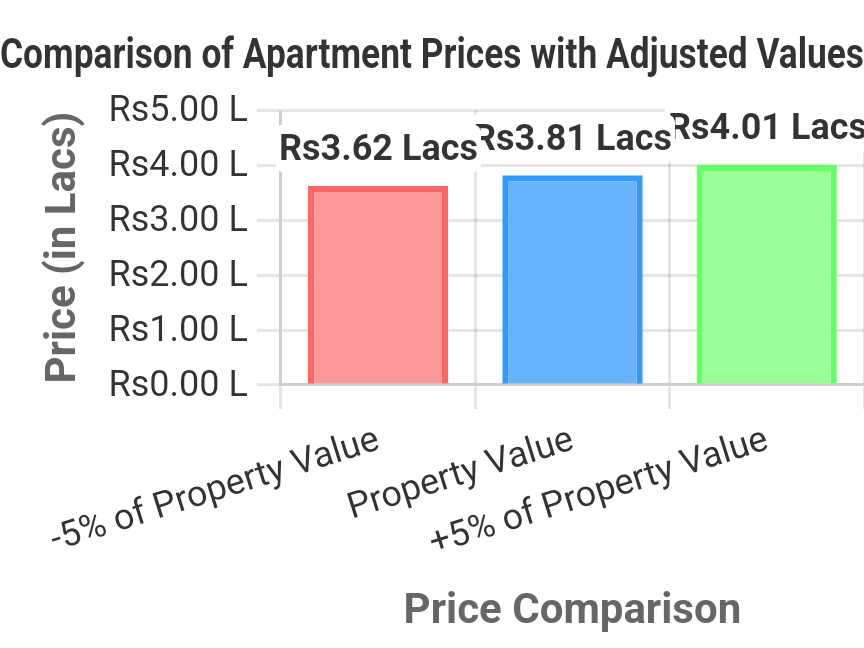 Comparison of Apartment Prices with Adjusted Values
Price (in Lacs)
Rs5.00 L
Rs4.00 L
Rs3.00 L
Rs2.00 L
Rs1.00 L
Rs0.00 L
Rs3.62 Lacs
Rs3.81 Lacs
Rs4.01 Lacs
-5% of Property Value
Property Value
+5% of Property Value
Price Comparison